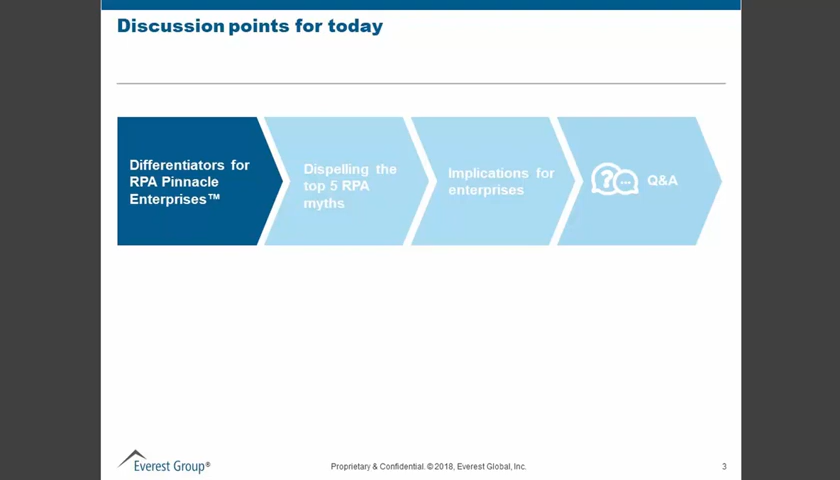 Discussion points for today
Differentiators for
RPA Pinnacle
Enterprises™
Dispelling the
top 5 RPA
myths
Implications for
enterprises
Q&A
Everest Group®
Proprietary & Confidential. © 2018, Everest Global, Inc.
3